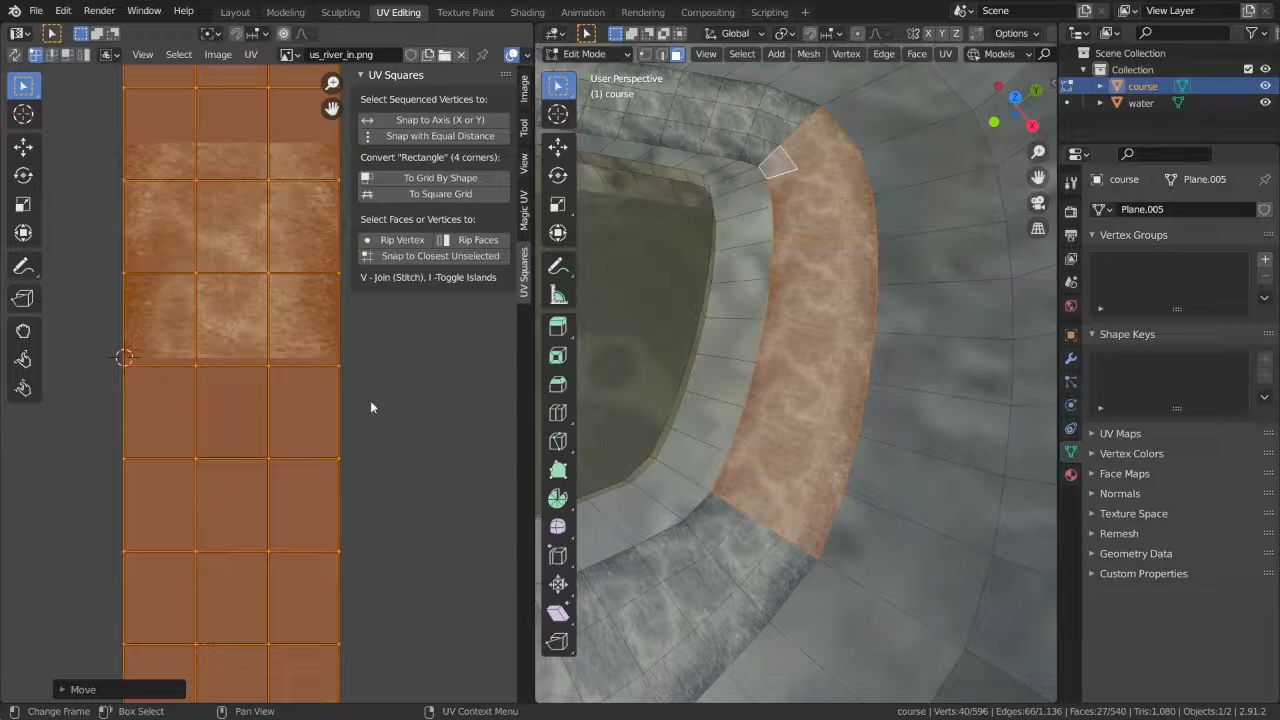 File Edit Render Window Help Layout Modeling Sculpting UV Editing Texture Paint Shading Animation Rendering Compositing Scripting + Scene View Layer
Global Options
View Select Image UV us_river_in.png Edit Mode View Select Add Mesh Vertex Edge Face UV Models
UV Squares
Select Sequenced Vertices to:
Snap to Axis (X or Y)
Snap with Equal Distance
Convert "Rectangle" (4 corners):
To Grid By Shape
To Square Grid
Select Faces or Vertices to:
Rip Vertex Rip Faces
Snap to Closest Unselected
V - Join (Stitch), I -Toggle Islands
Image
Tool
View
Magic UV
UV Squares
Move
User Perspective
(1) course
X Y Z
Z
Y
X
Scene Collection
Collection
course
water
course Plane.005
Plane.005
Vertex Groups
Shape Keys
UV Maps
Vertex Colors
Face Maps
Normals
Texture Space
Remesh
Geometry Data
Custom Properties
Change Frame Box Select Pan View UV Context Menu course | Verts:40/596 | Edges:66/1,136 | Faces:27/540 | Tris:1,080 | Objects:1/2 | 2.91.2